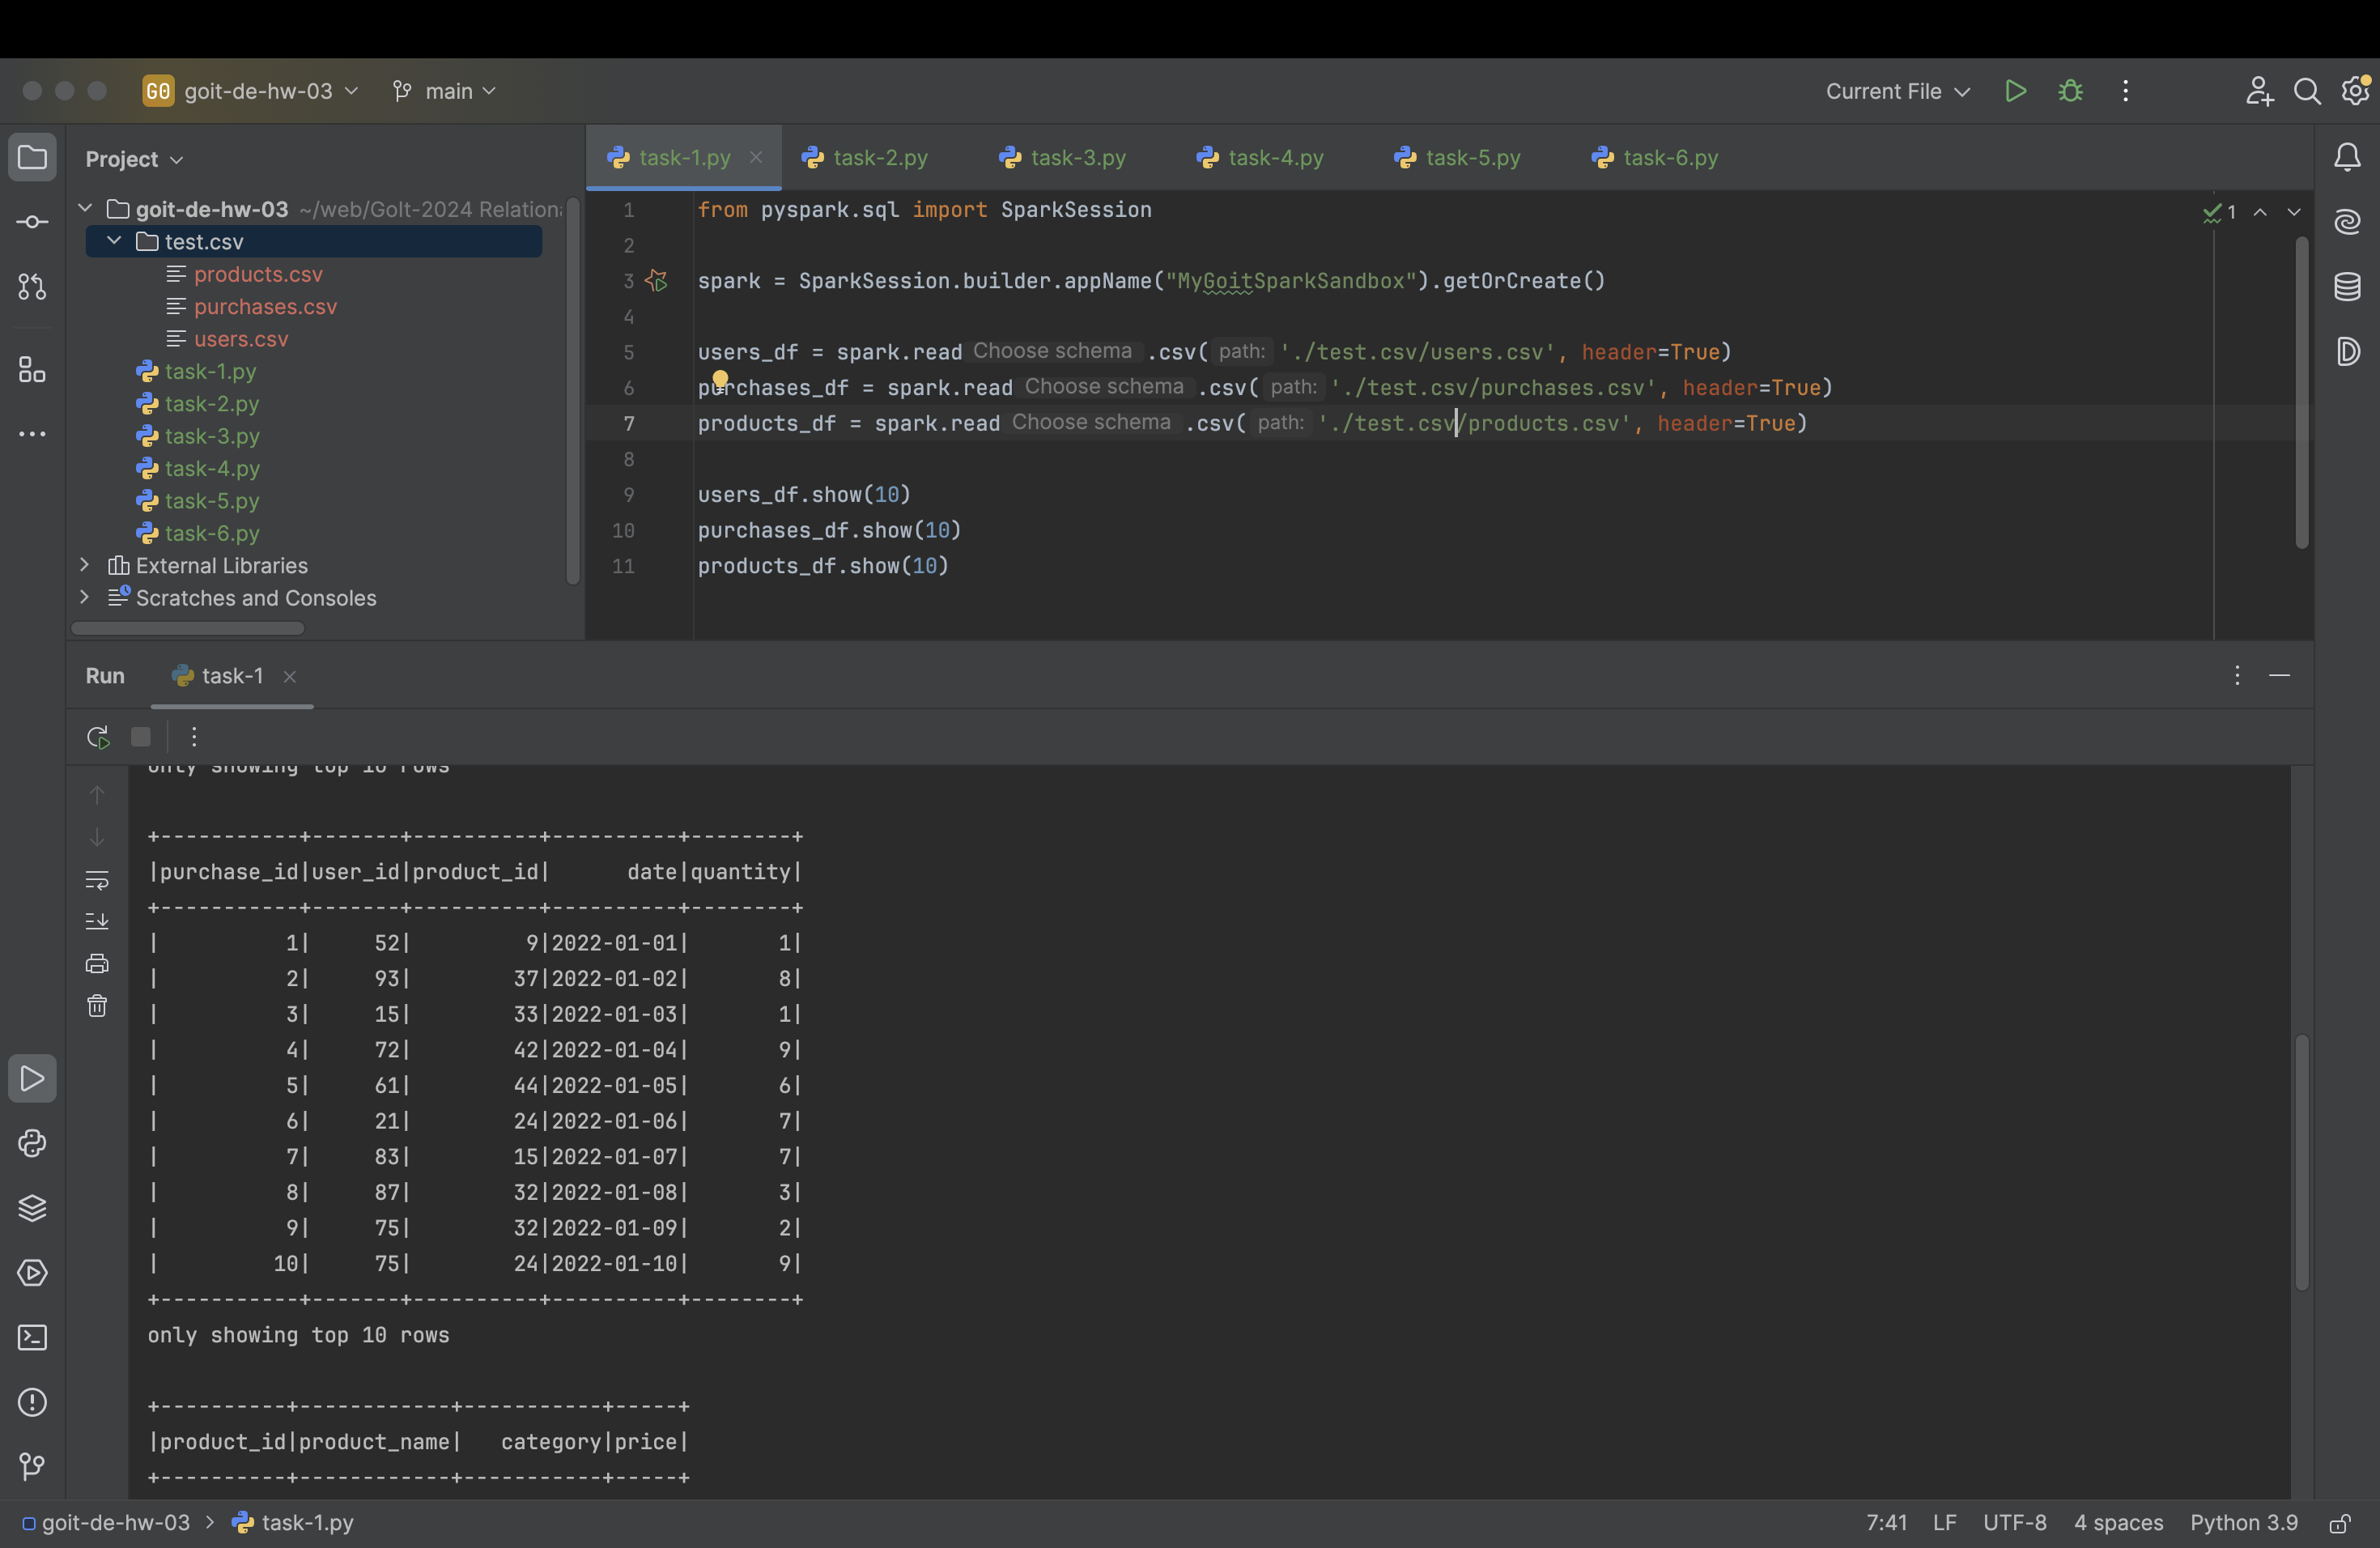 GO goit-de-hw-03 main Current File
Project
task-1.py task-2.py task-3.py task-4.py task-5.py task-6.py
goit-de-hw-03 ~/web/GoIt-2024 Relation
test.csv
products.csv
purchases.csv
users.csv
task-1.py
task-2.py
task-3.py
task-4.py
task-5.py
task-6.py
External Libraries
Scratches and Consoles
1 from pyspark.sql import SparkSession
1
2
3 spark = SparkSession.builder.appName("MyGoitSparkSandbox").getOrCreate()
4
5 users_df = spark.read Choose schema .csv( path: './test.csv/users.csv', header=True)
6 purchases_df = spark.read Choose schema .csv( path: './test.csv/purchases.csv', header=True)
7 products_df = spark.read Choose schema .csv( path: './test.csv/products.csv', header=True)
8
9 users_df.show(10)
10 purchases_df.show(10)
11 products_df.show(10)
Run task-1
only showing top 10 rows
+-----------+-------+----------+----------+--------+
|purchase_id|user_id|product_id|      date|quantity|
+-----------+-------+----------+----------+--------+
|          1|     52|         9|2022-01-01|       1|
|          2|     93|        37|2022-01-02|       8|
|          3|     15|        33|2022-01-03|       1|
|          4|     72|        42|2022-01-04|       9|
|          5|     61|        44|2022-01-05|       6|
|          6|     21|        24|2022-01-06|       7|
|          7|     83|        15|2022-01-07|       7|
|          8|     87|        32|2022-01-08|       3|
|          9|     75|        32|2022-01-09|       2|
|         10|     75|        24|2022-01-10|       9|
+-----------+-------+----------+----------+--------+
only showing top 10 rows
+----------+------------+-----------+-----+
|product_id|product_name|   category|price|
+----------+------------+-----------+-----+
goit-de-hw-03 > task-1.py 7:41 LF UTF-8 4 spaces Python 3.9